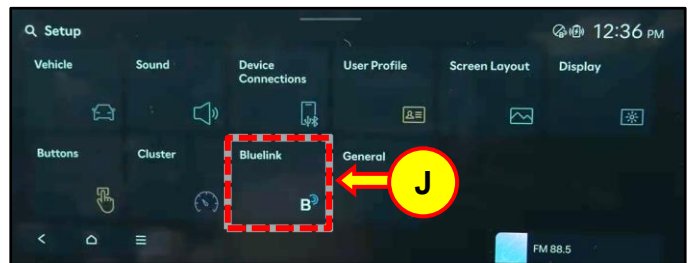 Setup
12:36 PM
Vehicle
Sound
Device
Connections
User Profile
Screen Layout
Display
Buttons
Cluster
Bluelink
General
B
J
FM 88.5